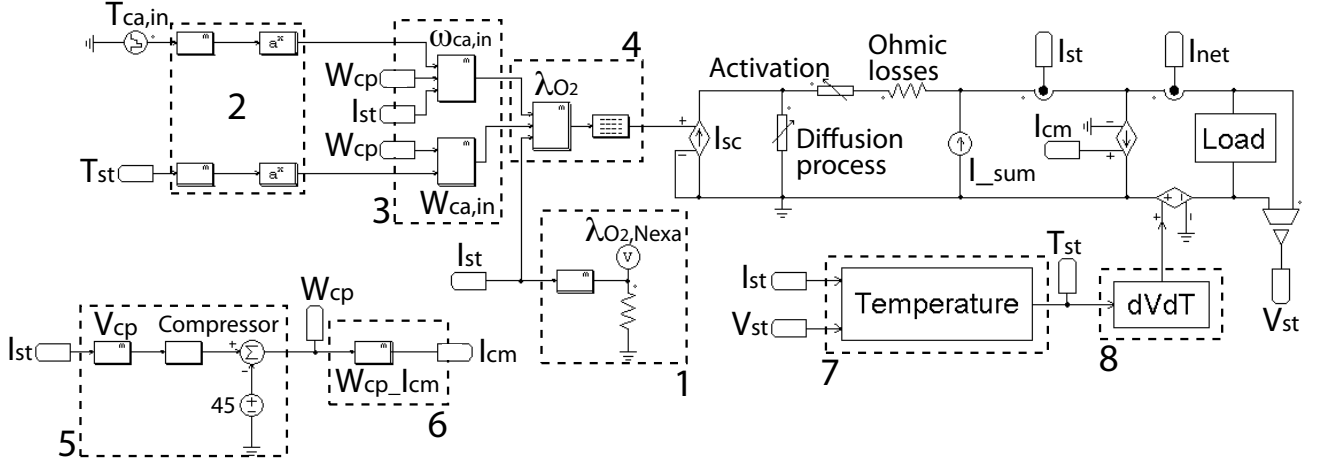 Tca,in
m
a^x
2
Tst
m
a^x
ωca,in
Wcp
Ist
m
Wcp
m
Wca,in
3
4
λO2
m
Isc
+
-
Activation
Ohmic
losses
Diffusion
process
I_sum
Ist
Inet
Icm
-
+
Load
+
-
+
-
Vst
Ist
λO2,Nexa
V
m
1
Ist
Vst
Temperature
7
Tst
dVdT
8
Ist
Vcp
m
Compressor
+
Σ
-
45
+
-
5
Wcp
m
Wcp_Icm
Icm
6